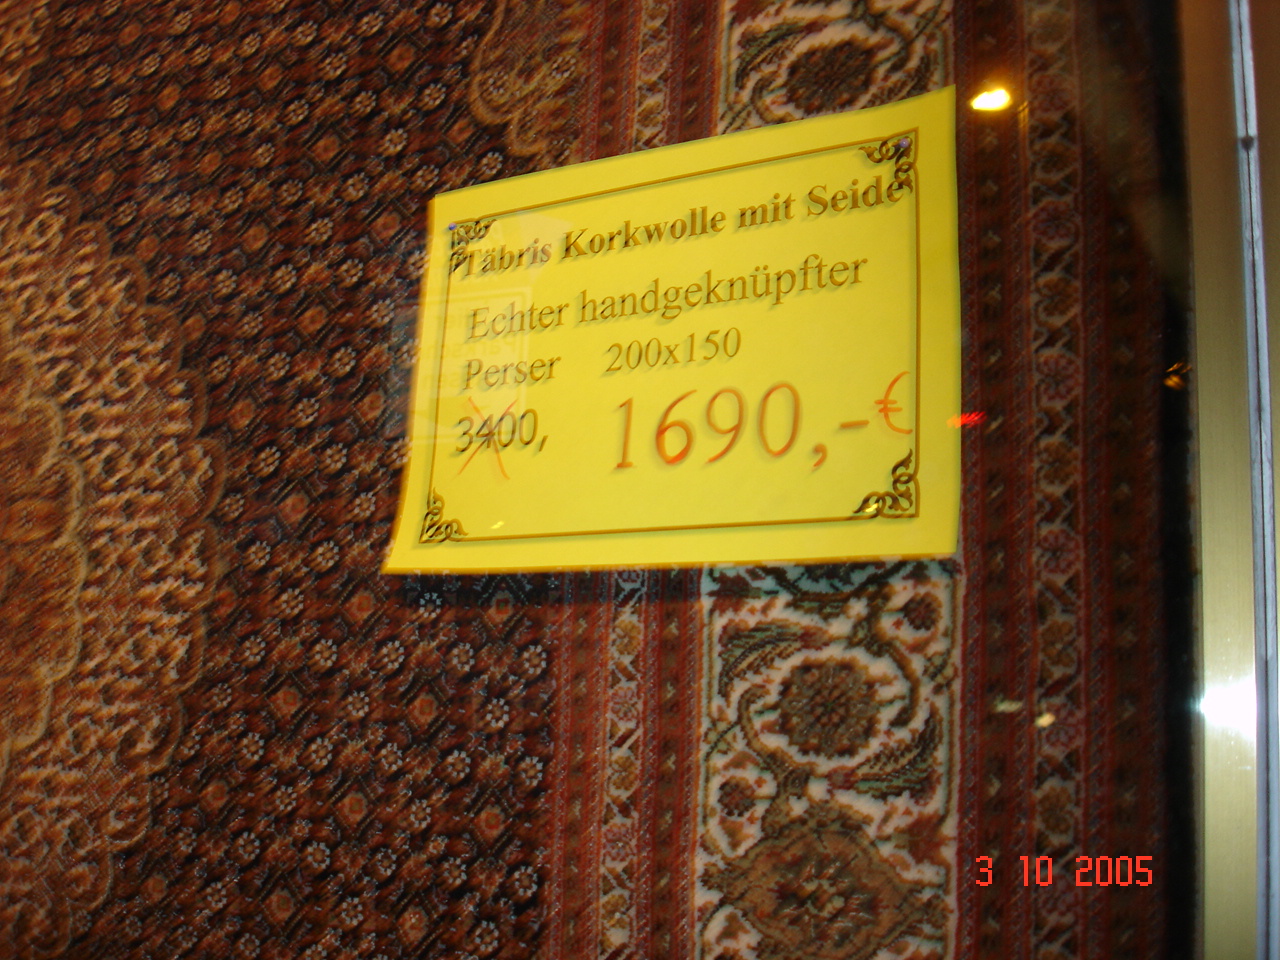 Täbris Korkwolle mit Seide
Echter handgeknüpfter
Perser 200x150
3400, 1690,-€
3 10 2005